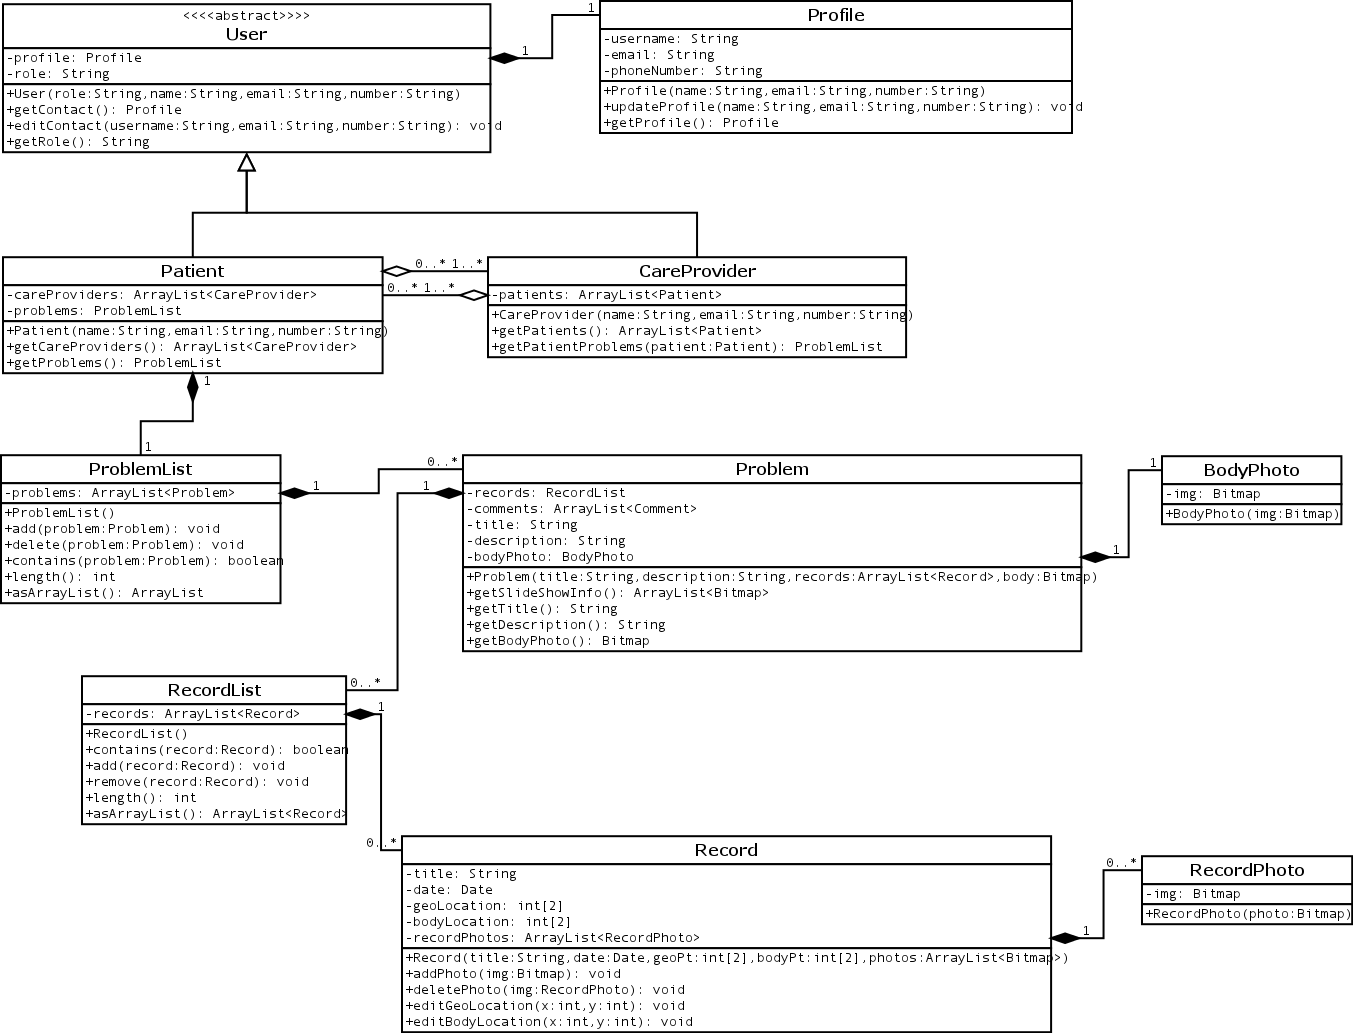 <<<<abstract>>>>
User
-profile: Profile
-role: String
+User(role:String,name:String,email:String,number:String)
+getContact(): Profile
+editContact(username:String,email:String,number:String): void
+getRole(): String
1
1
Profile
-username: String
-email: String
-phoneNumber: String
+Profile(name:String,email:String,number:String)
+updateProfile(name:String,email:String,number:String): void
+getProfile(): Profile
Patient
-careProviders: ArrayList<CareProvider>
-problems: ProblemList
+Patient(name:String,email:String,number:String)
+getCareProviders(): ArrayList<CareProvider>
+getProblems(): ProblemList
0..* 1..*
0..* 1..*
CareProvider
-patients: ArrayList<Patient>
+CareProvider(name:String,email:String,number:String)
+getPatients(): ArrayList<Patient>
+getPatientProblems(patient:Patient): ProblemList
1
1
ProblemList
-problems: ArrayList<Problem>
+ProblemList()
+add(problem:Problem): void
+delete(problem:Problem): void
+contains(problem:Problem): boolean
+length(): int
+asArrayList(): ArrayList
1
0..*
1
Problem
-records: RecordList
-comments: ArrayList<Comment>
-title: String
-description: String
-bodyPhoto: BodyPhoto
+Problem(title:String,description:String,records:ArrayList<Record>,body:Bitmap)
+getSlideShowInfo(): ArrayList<Bitmap>
+getTitle(): String
+getDescription(): String
+getBodyPhoto(): Bitmap
1
1
BodyPhoto
-img: Bitmap
+BodyPhoto(img:Bitmap)
RecordList
-records: ArrayList<Record>
+RecordList()
+contains(record:Record): boolean
+add(record:Record): void
+remove(record:Record): void
+length(): int
+asArrayList(): ArrayList<Record>
0..*
1
0..*
Record
-title: String
-date: Date
-geoLocation: int[2]
-bodyLocation: int[2]
-recordPhotos: ArrayList<RecordPhoto>
+Record(title:String,date:Date,geoPt:int[2],bodyPt:int[2],photos:ArrayList<Bitmap>)
+addPhoto(img:Bitmap): void
+deletePhoto(img:RecordPhoto): void
+editGeoLocation(x:int,y:int): void
+editBodyLocation(x:int,y:int): void
1
0..*
RecordPhoto
-img: Bitmap
+RecordPhoto(photo:Bitmap)